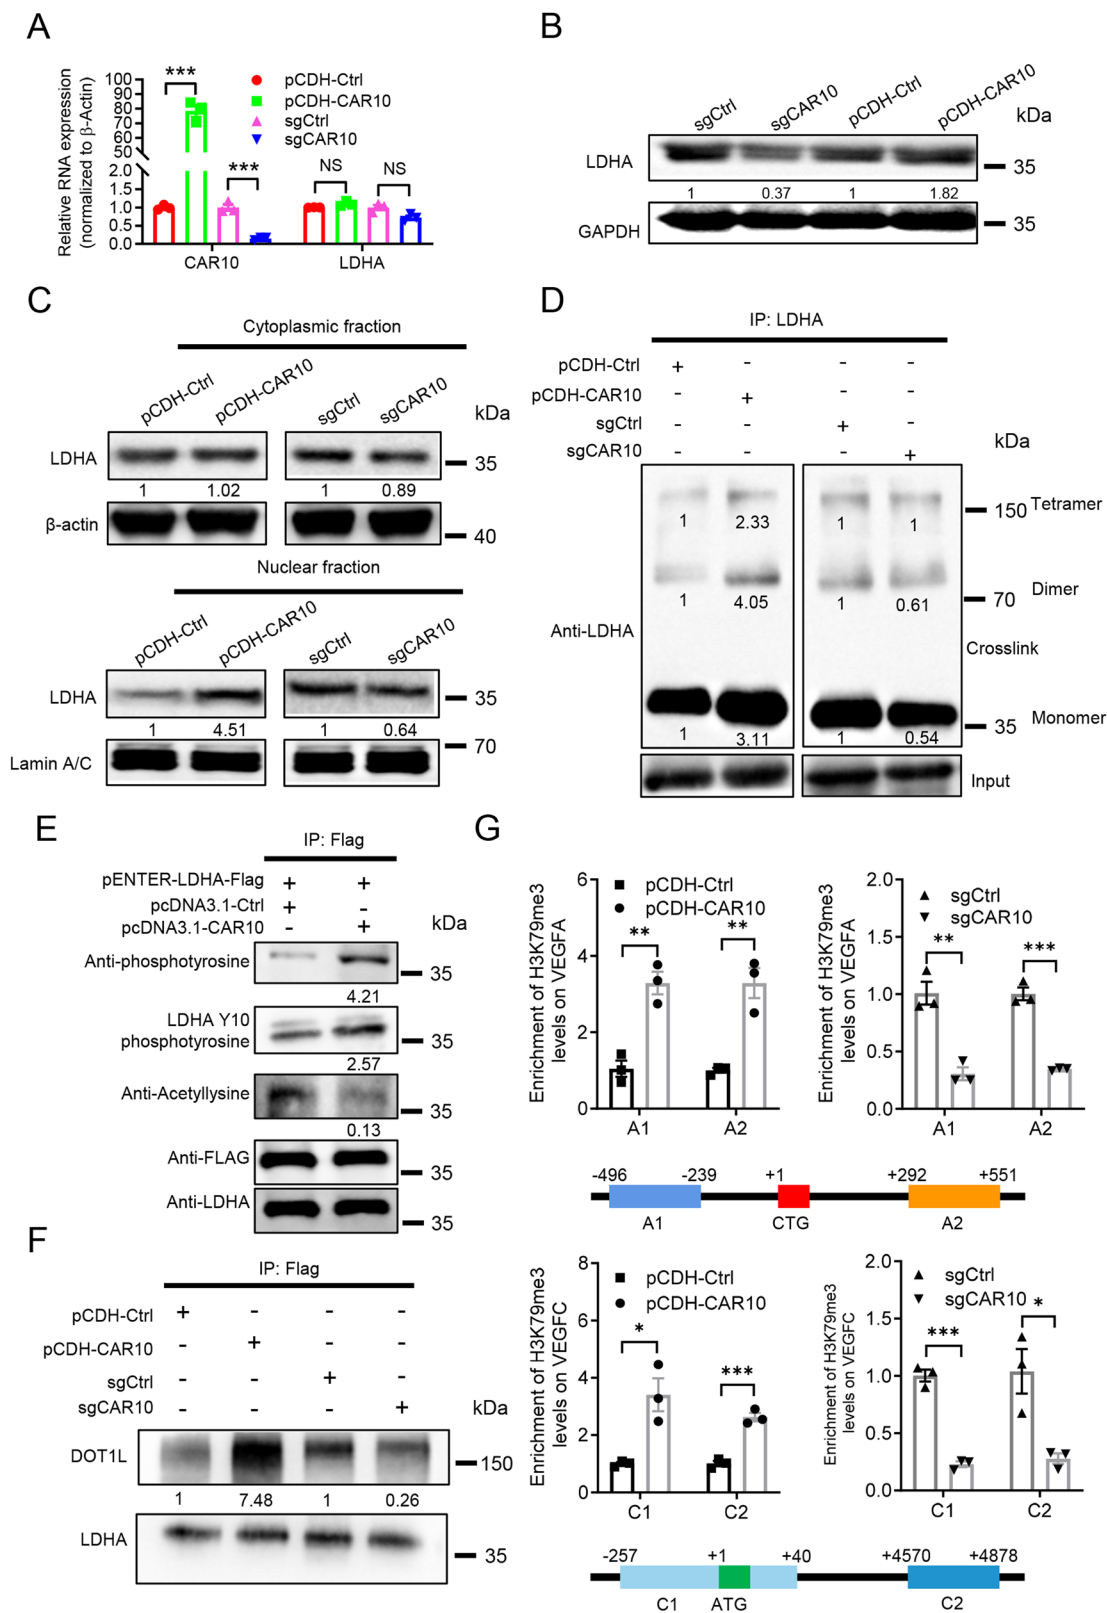 A
Relative RNA expression
(normalized to β-Actin)
100
90
80
70
60
50
2.0
1.5
1.0
0.5
0.0
***
***
NS
NS
pCDH-Ctrl
pCDH-CAR10
sgCtrl
sgCAR10
CAR10
LDHA
B
sgCtrl
sgCAR10
pCDH-Ctrl
pCDH-CAR10
kDa
LDHA
35
1
0.37
1
1.82
GAPDH
35
C
Cytoplasmic fraction
pCDH-Ctrl
pCDH-CAR10
sgCtrl
sgCAR10
kDa
LDHA
35
1
1.02
1
0.89
β-actin
40
Nuclear fraction
pCDH-Ctrl
pCDH-CAR10
sgCtrl
sgCAR10
LDHA
35
1
4.51
1
0.64
70
Lamin A/C
D
IP: LDHA
pCDH-Ctrl + - - -
pCDH-CAR10 - + - -
sgCtrl - - + -
sgCAR10 - - - +
kDa
150 Tetramer
1
2.33
1
1
70 Dimer
1
4.05
1
0.61
Anti-LDHA
Crosslink
35 Monomer
1
3.11
1
0.54
Input
E
IP: Flag
pENTER-LDHA-Flag + +
pcDNA3.1-Ctrl + -
pcDNA3.1-CAR10 - +
kDa
Anti-phosphotyrosine
35
4.21
LDHA Y10
phosphotyrosine
35
2.57
Anti-Acetyllysine
35
0.13
Anti-FLAG
35
Anti-LDHA
35
F
IP: Flag
pCDH-Ctrl + - - -
pCDH-CAR10 - + - -
sgCtrl - - + -
sgCAR10 - - - +
kDa
DOT1L
150
1
7.48
1
0.26
LDHA
35
G
Enrichment of H3K79me3
levels on VEGFA
6
4
2
0
pCDH-Ctrl
pCDH-CAR10
**
**
A1
A2
Enrichment of H3K79me3
levels on VEGFA
2.0
1.5
1.0
0.5
0.0
sgCtrl
sgCAR10
**
***
A1
A2
-496
-239
+1
+292
+551
A1
CTG
A2
Enrichment of H3K79me3
levels on VEGFC
8
6
4
2
0
pCDH-Ctrl
pCDH-CAR10
*
***
C1
C2
Enrichment of H3K79me3
levels on VEGFC
2.0
1.5
1.0
0.5
0.0
sgCtrl
sgCAR10
***
*
C1
C2
-257
+1
+40
+4570
+4878
C1
ATG
C2